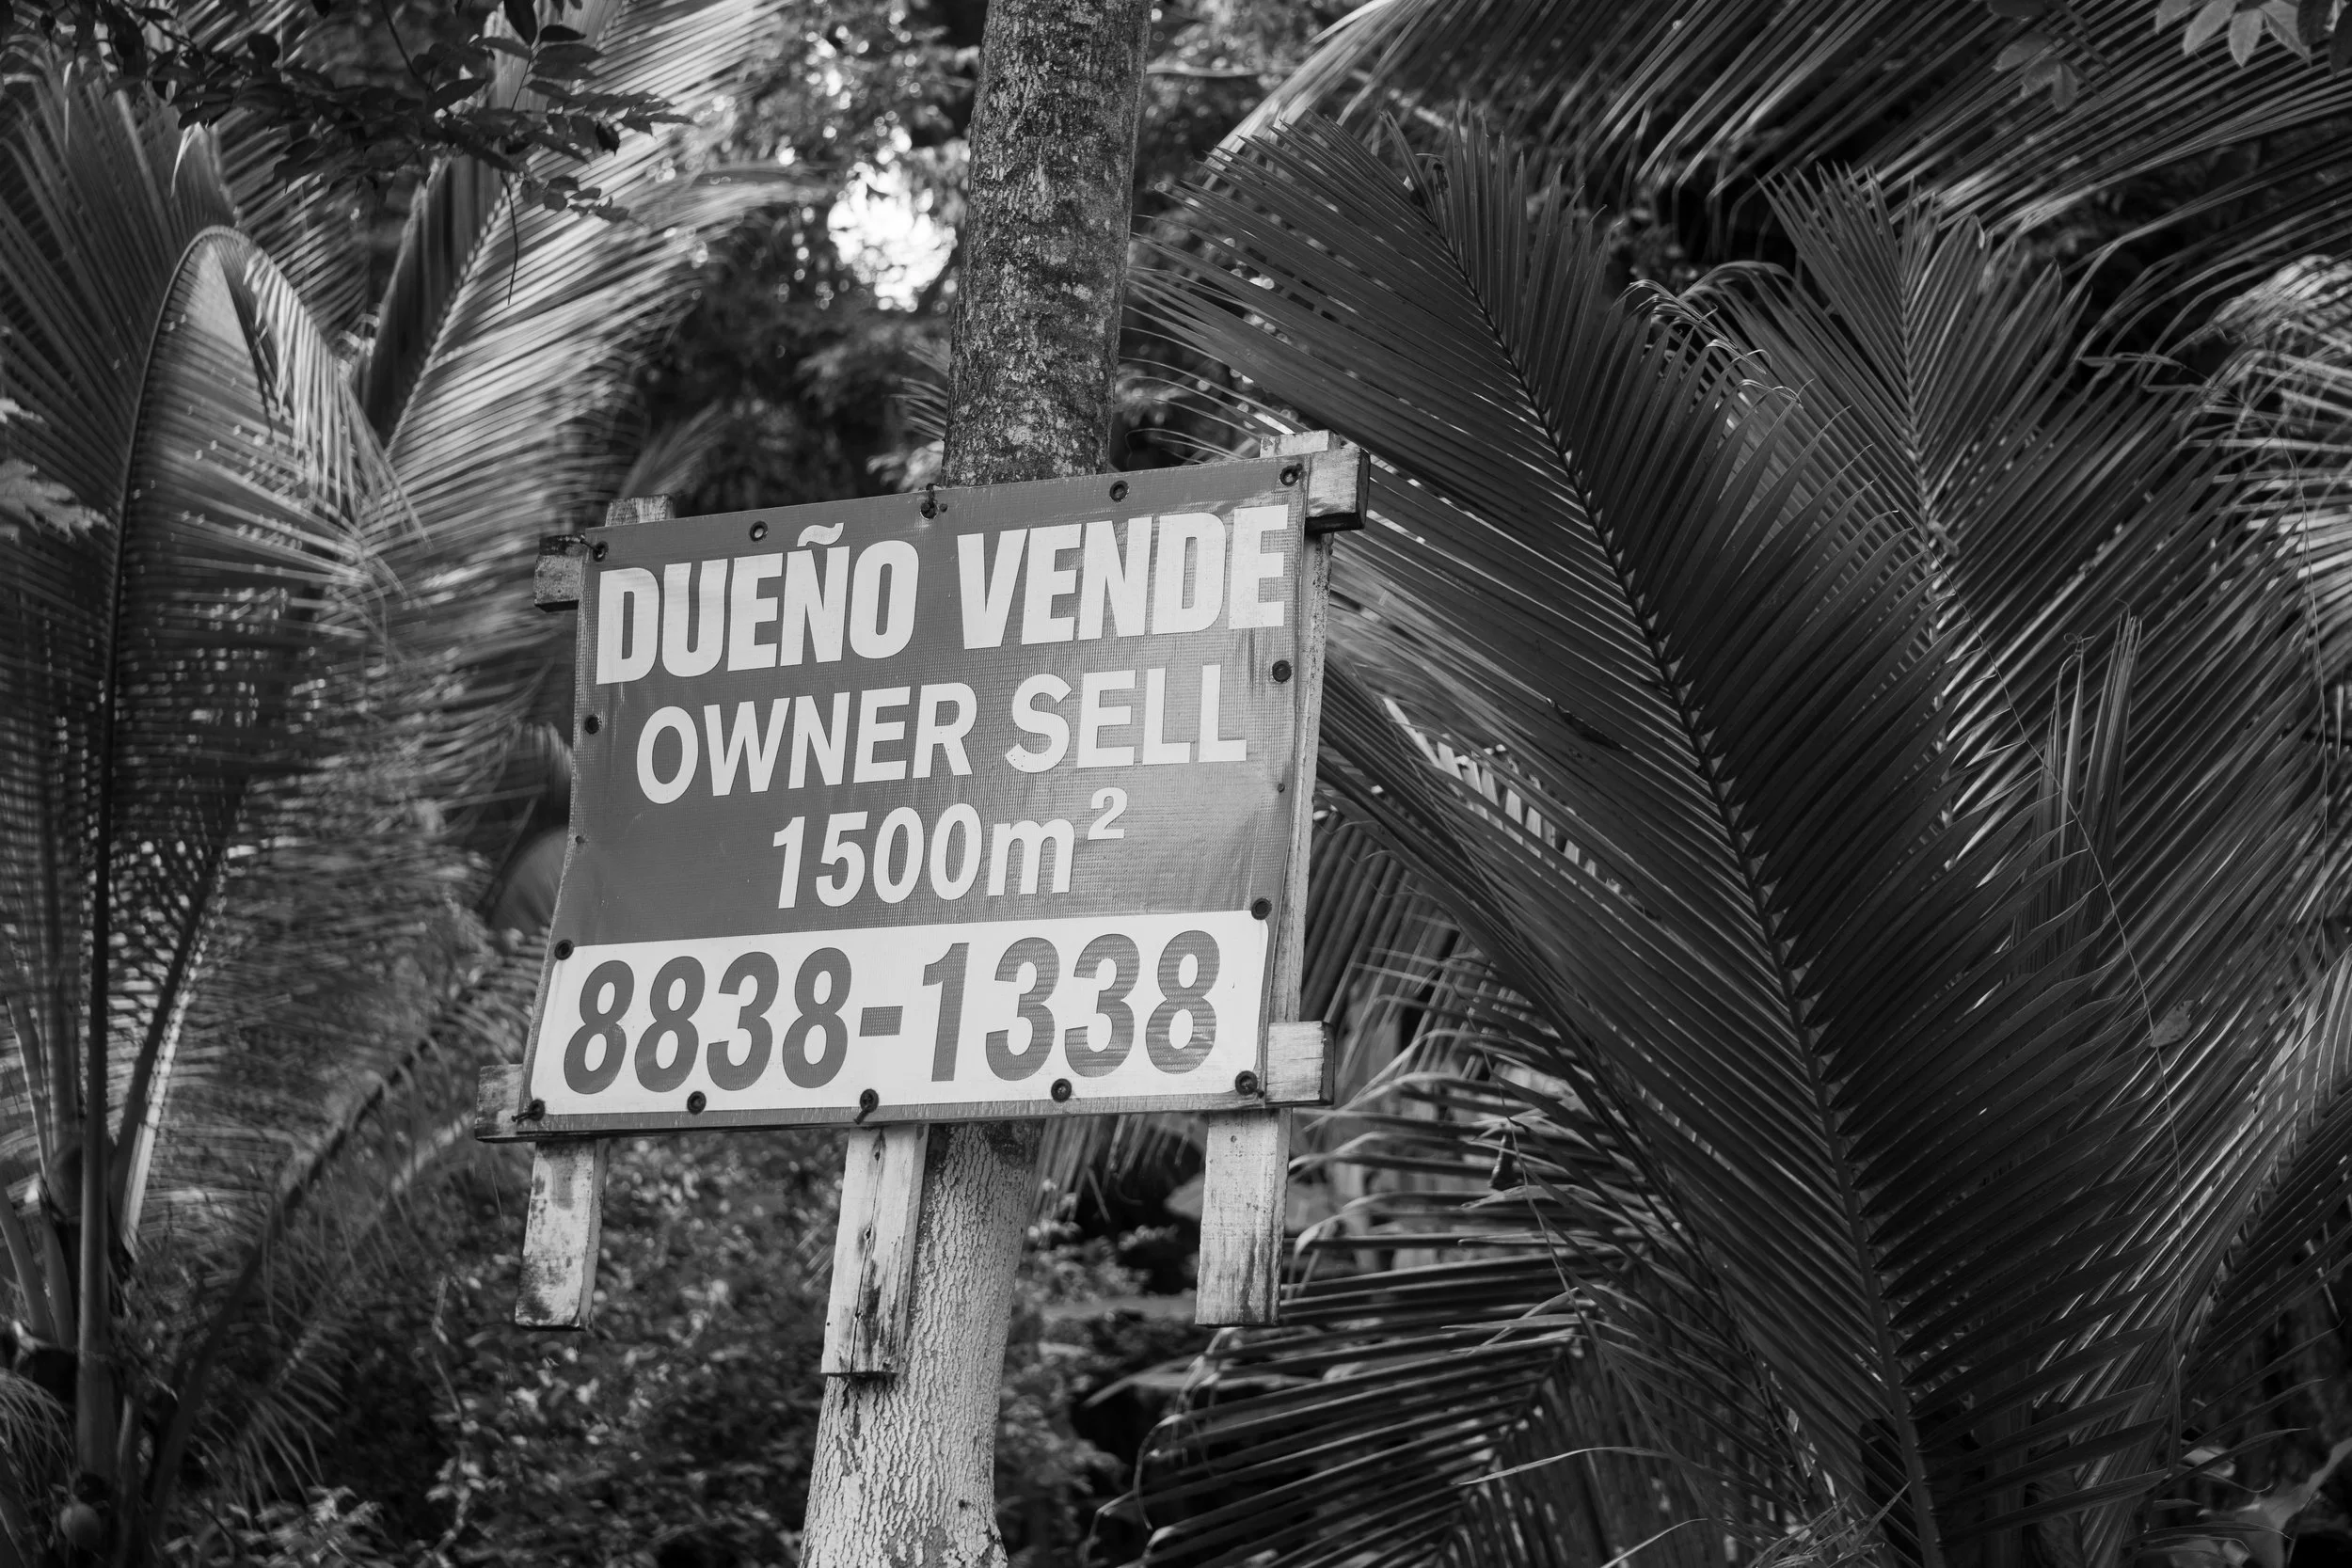 DUEÑO VENDE
OWNER SELL
1500m²
8838-1338